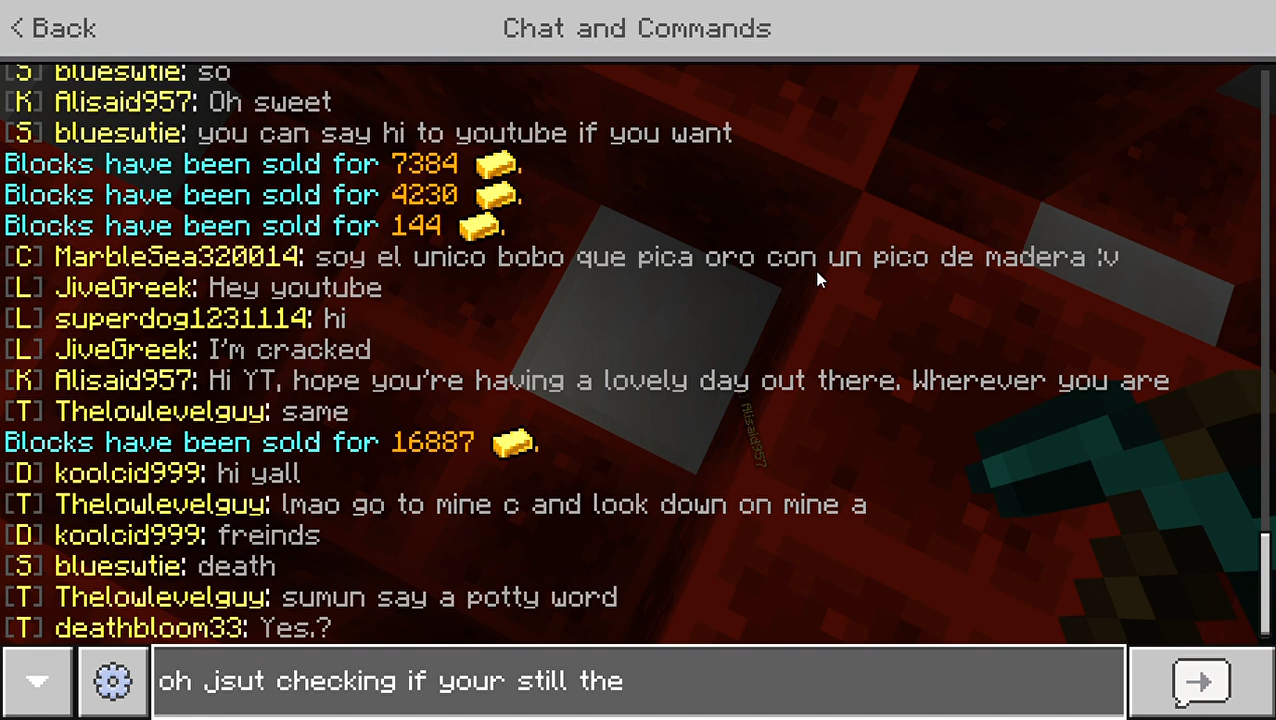 < Back
Chat and Commands
[S] blueswtie: so
[K] Alisaid957: Oh sweet
[S] blueswtie: you can say hi to youtube if you want
Blocks have been sold for 7384 .
Blocks have been sold for 4230 .
Blocks have been sold for 144 .
[C] MarbleSea320014: soy el unico bobo que pica oro con un pico de madera :v
[L] JiveGreek: Hey youtube
[L] superdog1231114: hi
[L] JiveGreek: I'm cracked
[K] Alisaid957: Hi YT, hope you're having a lovely day out there. Wherever you are
[T] Thelowlevelguy: same
Alisaid957
Blocks have been sold for 16887 .
[D] koolcid999: hi yall
[T] Thelowlevelguy: lmao go to mine c and look down on mine a
[D] koolcid999: freinds
[S] blueswtie: death
[T] Thelowlevelguy: sumun say a potty word
[T] deathbloom33: Yes.?
oh ,jsut checking if your still the